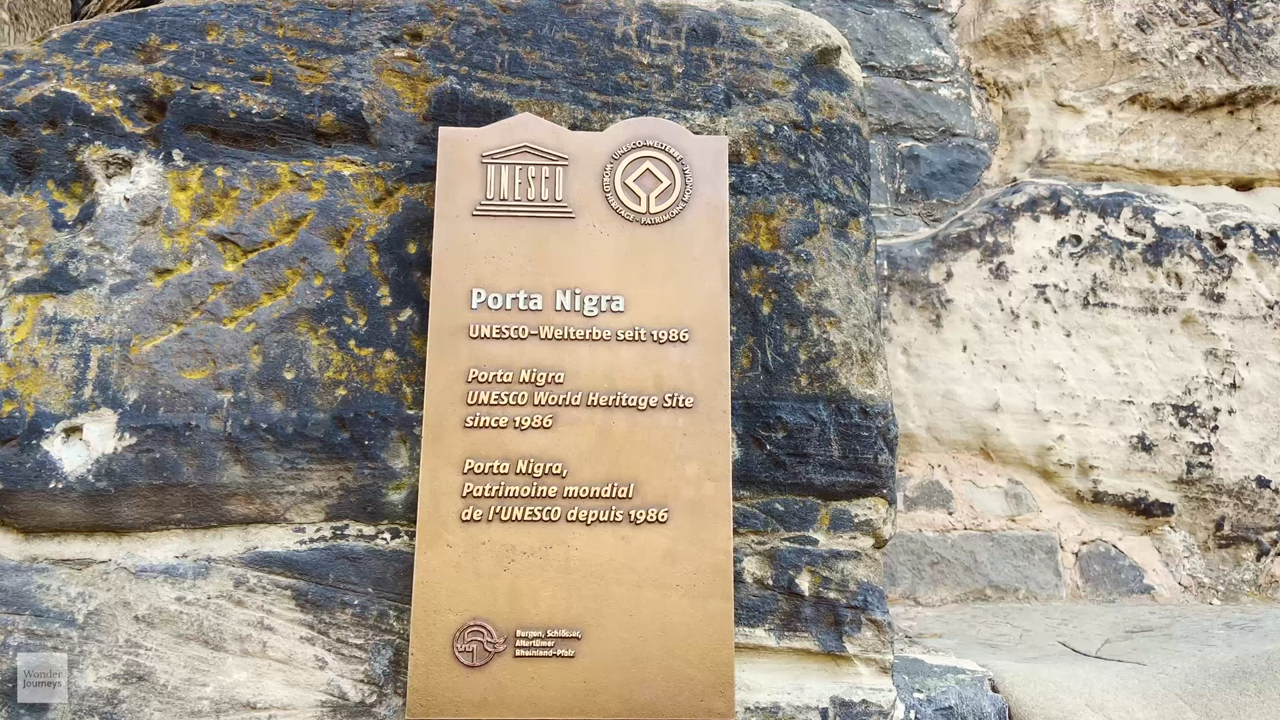 UNESCO
UNESCO-WELTERBE · WORLD HERITAGE · PATRIMOINE MONDIAL ·
Porta Nigra
UNESCO-Welterbe seit 1986
Porta Nigra
UNESCO World Heritage Site
since 1986
Porta Nigra,
Patrimoine mondial
de l'UNESCO depuis 1986
Burgen, Schlösser,
Altertümer
Rheinland-Pfalz
Wonder
Journeys